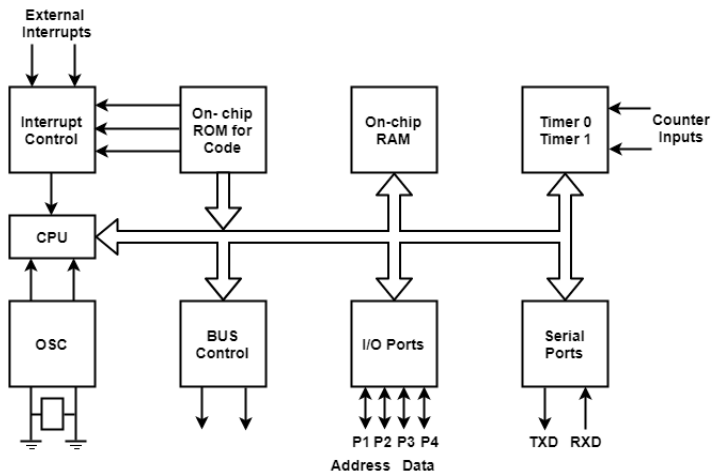 External
Interrupts
Interrupt
Control
On- chip
ROM for
Code
On-chip
RAM
Timer 0
Timer 1
Counter
Inputs
CPU
OSC
BUS
Control
I/O Ports
Serial
Ports
P1 P2 P3 P4
TXD RXD
Address Data